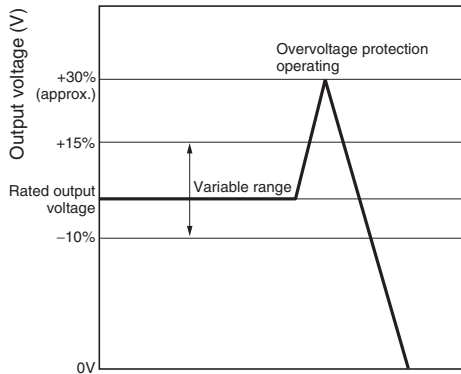 Output voltage (V)
Overvoltage protection
operating
+30%
(approx.)
+15%
Variable range
Rated output
voltage
−10%
0V